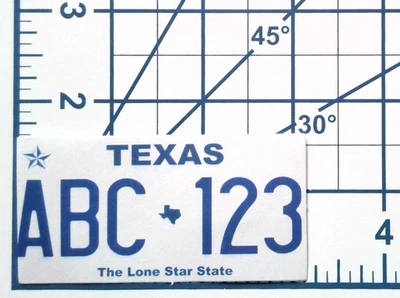 3
45°
2
30°
TEXAS
ABC 123
4
The Lone Star State